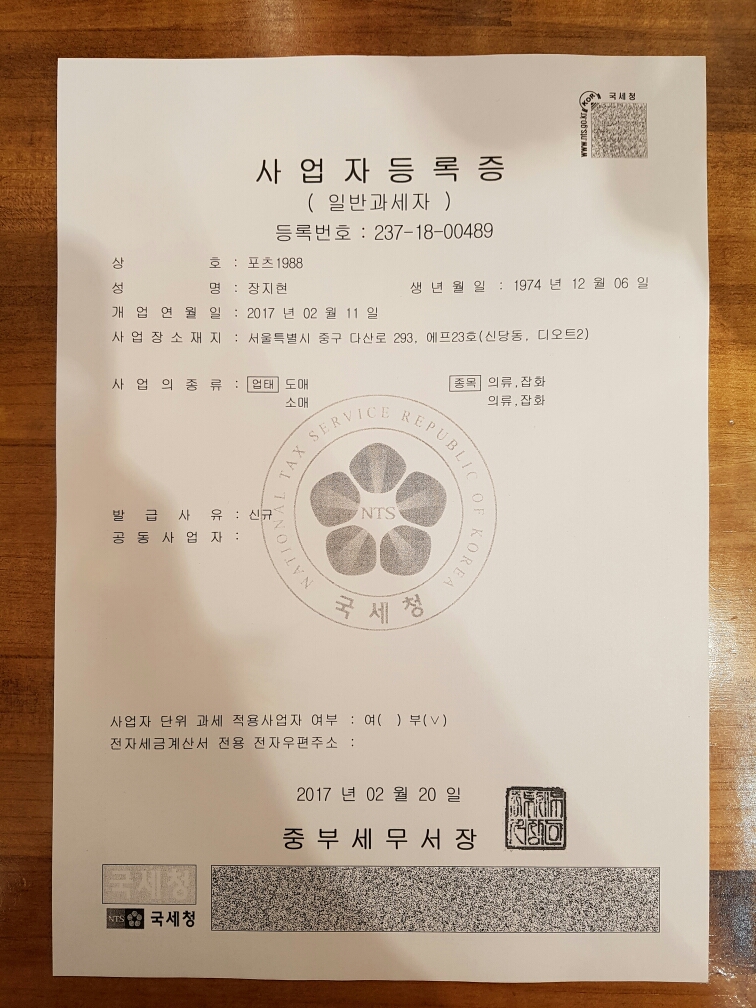 KOR 국세청
www.nts.go.kr
사 업 자 등 록 증
( 일반과세자 )
등록번호 : 237-18-00489
상 호 : 포츠1988
성 명 : 장지현 생 년 월 일 : 1974 년 12 월 06 일
개 업 연 월 일 : 2017 년 02 월 11 일
사 업 장 소 재 지 : 서울특별시 중구 다산로 293, 에프23호(신당동, 디오트2)
사 업 의 종 류 : 업태 도매 종목 의류,잡화
소매 의류,잡화
NATIONAL TAX SERVICE REPUBLIC OF KOREA
NTS
국세청
발 급 사 유 : 신규
공 동 사 업 자 :
사업자 단위 과세 적용사업자 여부 : 여( ) 부(∨)
전자세금계산서 전용 전자우편주소 :
2017 년 02 월 20 일
중 부 세 무 서 장
국세청
NTS 국세청